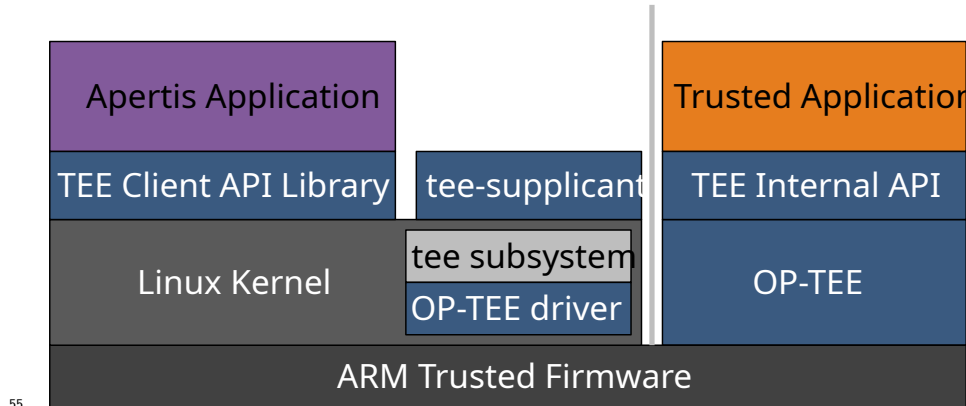 Apertis Application
Trusted Application
TEE Client API Library
tee-supplicant
TEE Internal API
tee subsystem
Linux Kernel
OP-TEE
OP-TEE driver
ARM Trusted Firmware
55